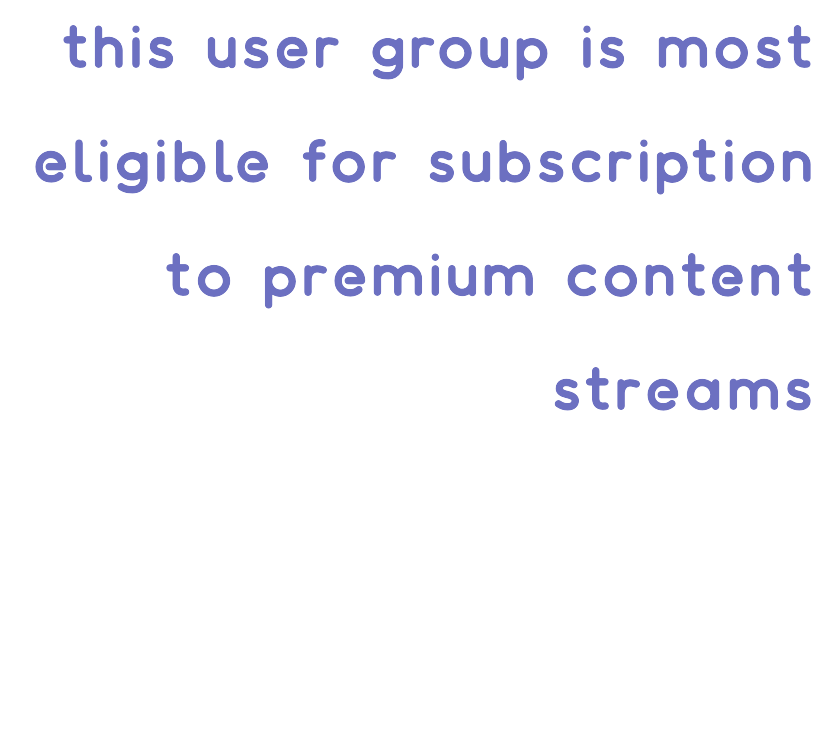 this user group is most
eligible for subscription
to premium content
streams